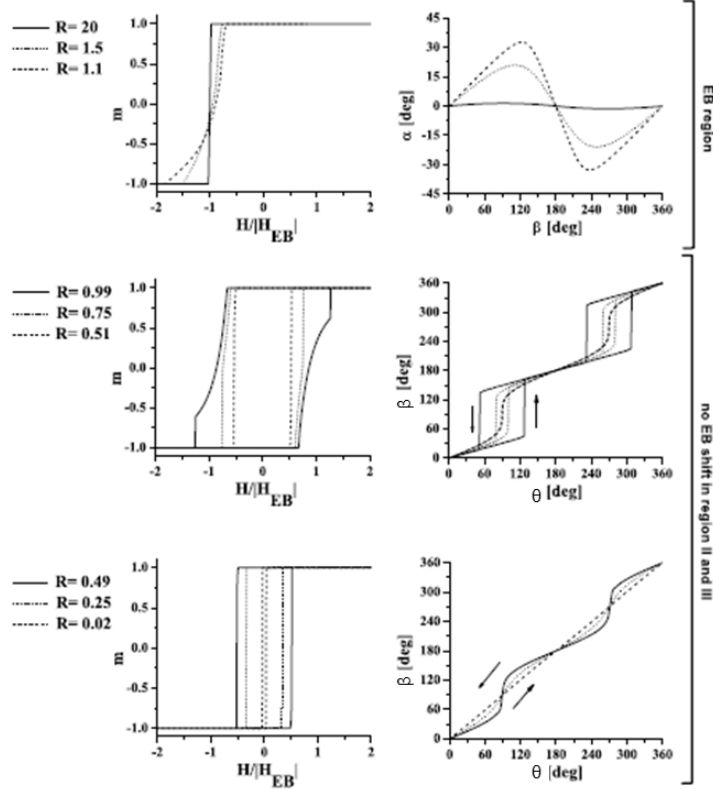 R= 20
R= 1.5
R= 1.1
1.0
0.5
0.0
-0.5
-1.0
m
-2 -1 0 1 2
H/|H_EB|
45
30
15
0
-15
-30
-45
α [deg]
0 60 120 180 240 300 360
β [deg]
EB region
R= 0.99
R= 0.75
R= 0.51
1.0
0.5
0.0
-0.5
-1.0
m
-2 -1 0 1 2
H/|H_EB|
360
300
240
180
120
60
0
β [deg]
0 60 120 180 240 300 360
θ [deg]
no EB shift in region II and III
R= 0.49
R= 0.25
R= 0.02
1.0
0.5
0.0
-0.5
-1.0
m
-2 -1 0 1 2
H/|H_EB|
360
300
240
180
120
60
0
β [deg]
0 60 120 180 240 300 360
θ [deg]